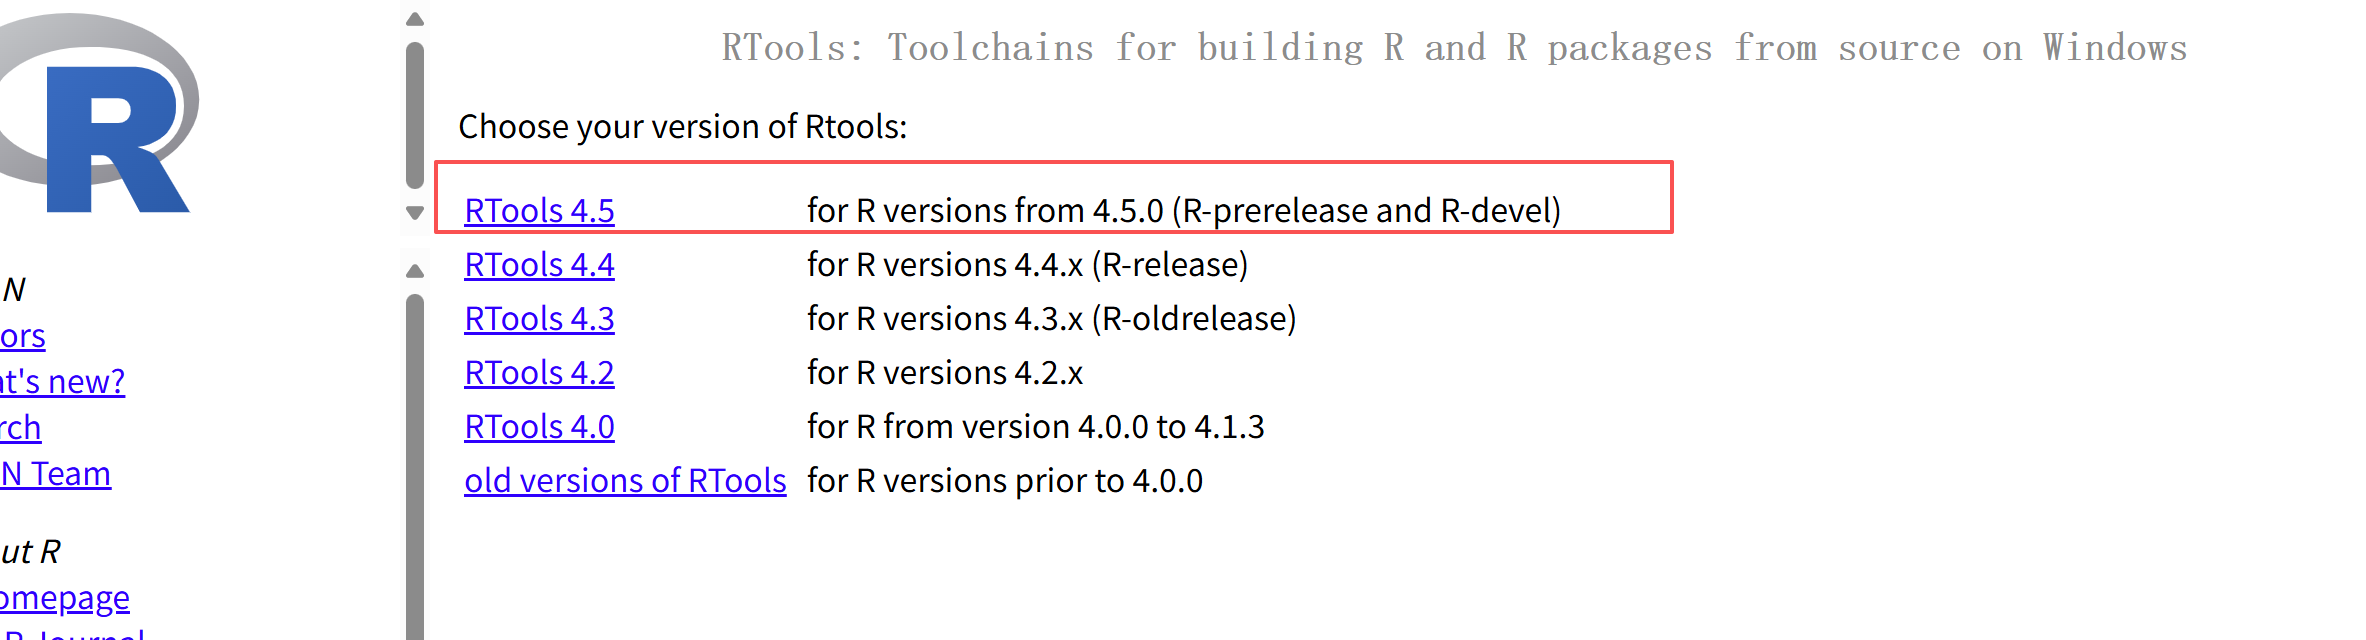 R
RTools: Toolchains for building R and R packages from source on Windows
Choose your version of Rtools:
RTools 4.5 for R versions from 4.5.0 (R-prerelease and R-devel)
RTools 4.4 for R versions 4.4.x (R-release)
RTools 4.3 for R versions 4.3.x (R-oldrelease)
RTools 4.2 for R versions 4.2.x
RTools 4.0 for R from version 4.0.0 to 4.1.3
old versions of RTools for R versions prior to 4.0.0
N
ors
at's new?
rch
N Team
ut R
omepage
R Journal